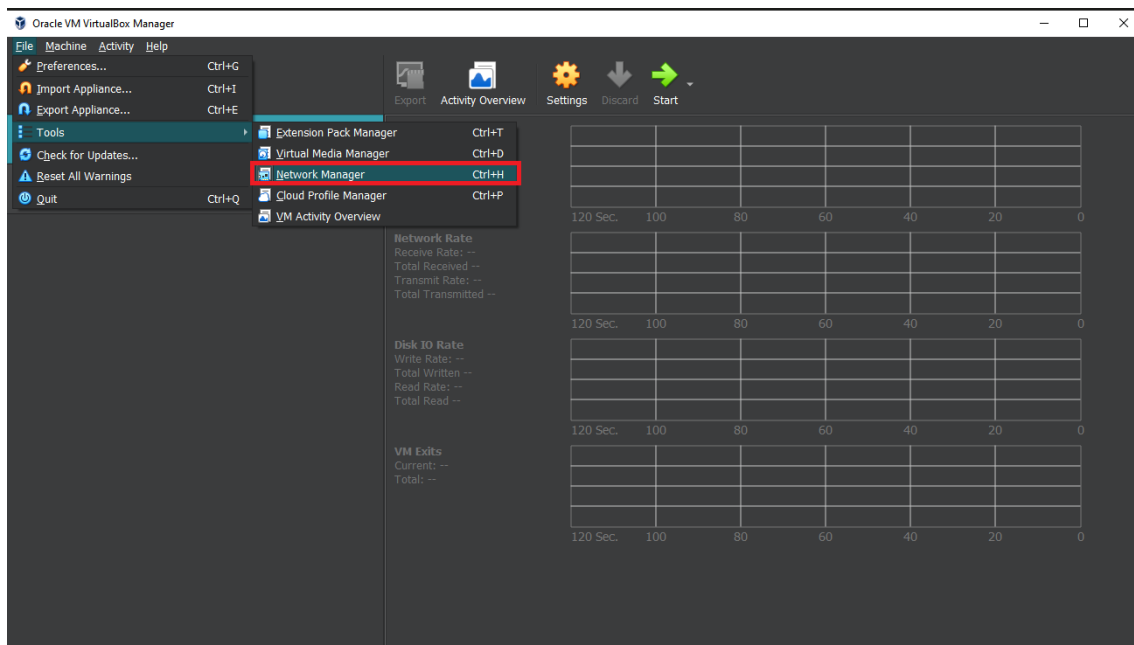 Oracle VM VirtualBox Manager
File Machine Activity Help
Preferences... Ctrl+G
Import Appliance... Ctrl+I
Export Appliance... Ctrl+E
Tools
Check for Updates...
Reset All Warnings
Quit Ctrl+Q
Extension Pack Manager Ctrl+T
Virtual Media Manager Ctrl+D
Network Manager Ctrl+H
Cloud Profile Manager Ctrl+P
VM Activity Overview
Export Activity Overview Settings Discard Start
120 Sec. 100 80 60 40 20 0
Network Rate
Receive Rate: --
Total Received --
Transmit Rate: --
Total Transmitted --
120 Sec. 100 80 60 40 20 0
Disk IO Rate
Write Rate: --
Total Written --
Read Rate: --
Total Read --
120 Sec. 100 80 60 40 20 0
VM Exits
Current: --
Total: --
120 Sec. 100 80 60 40 20 0